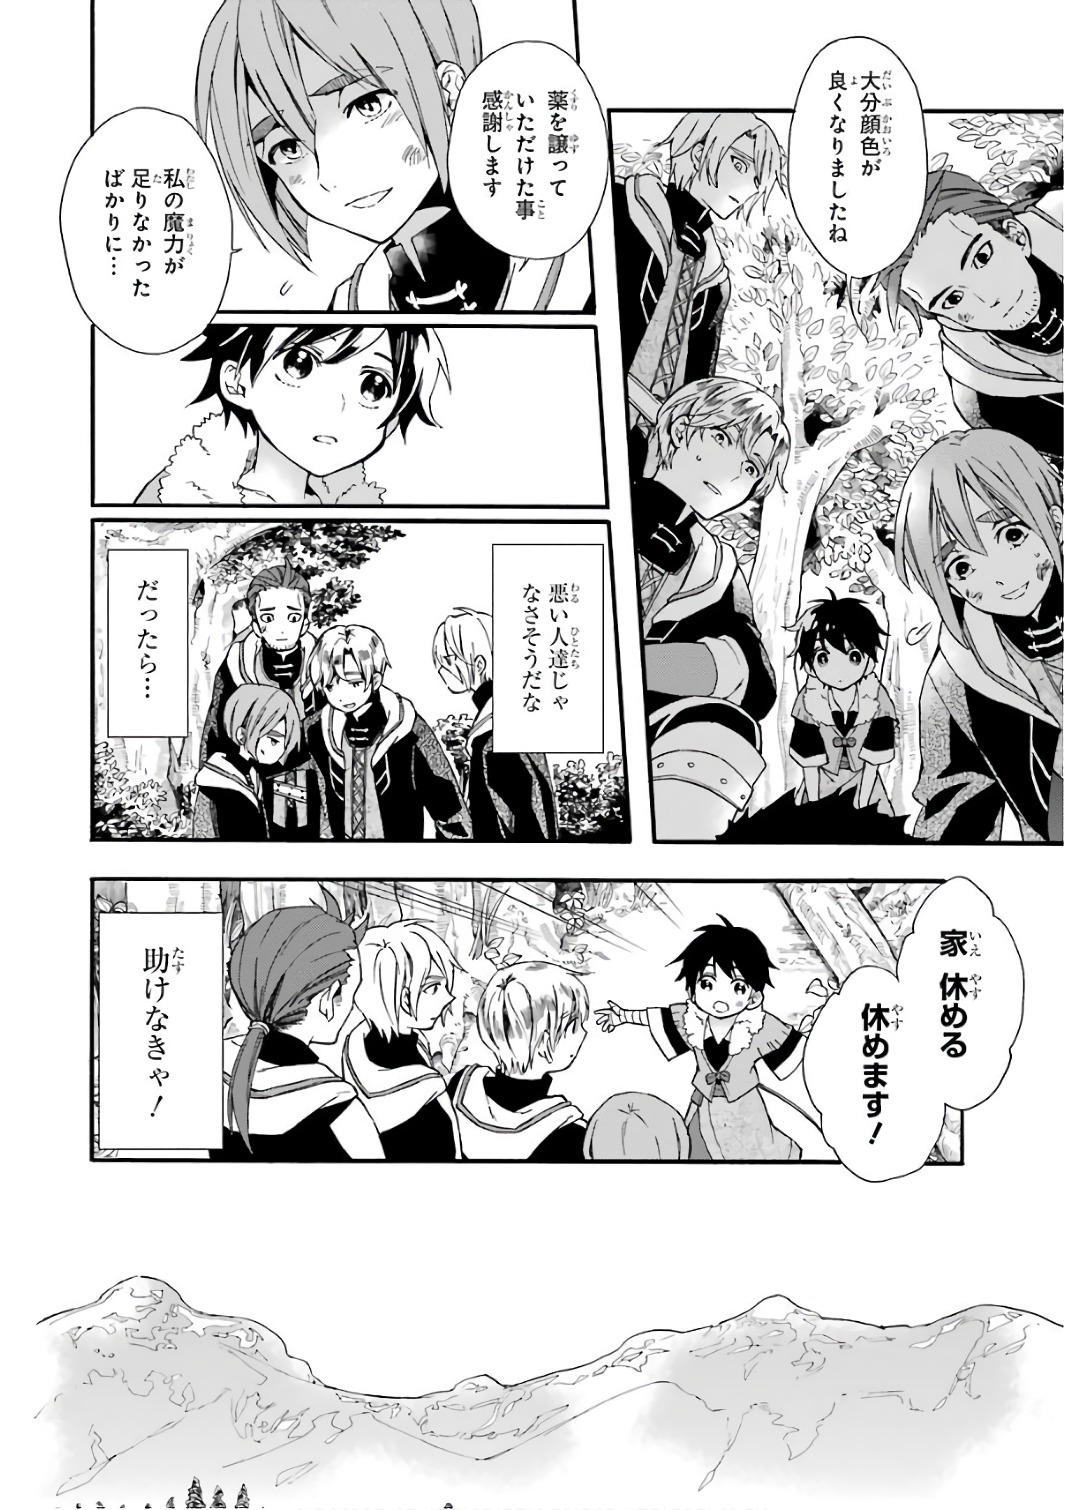 大分顔色が
良くなりましたね
薬を譲って
いただけた事
感謝します
私の魔力が
足りなかった
ばかりに…
悪い人達じゃ
なさそうだな
だったら…
家 休める
休めます!
助けなきゃ!